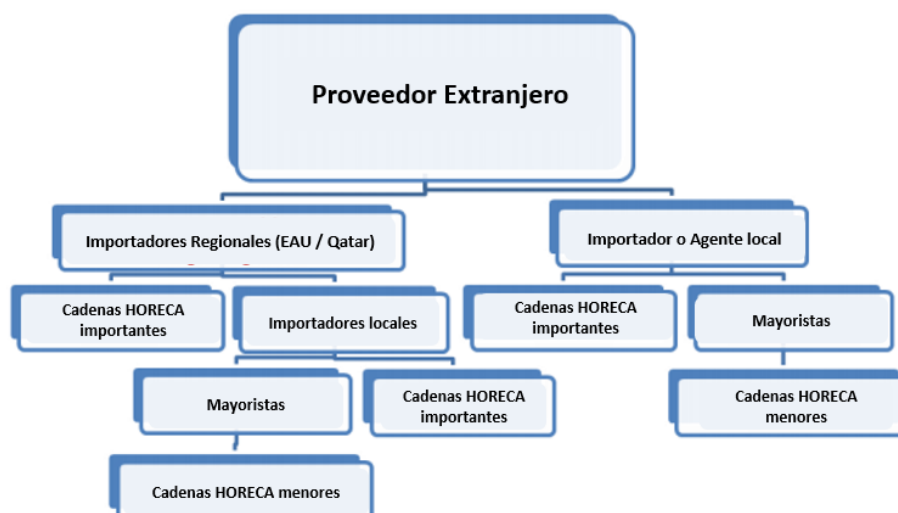 Proveedor Extranjero
Importadores Regionales (EAU / Qatar)
Importador o Agente local
Cadenas HORECA
importantes
Importadores locales
Cadenas HORECA
importantes
Mayoristas
Mayoristas
Cadenas HORECA
importantes
Cadenas HORECA
menores
Cadenas HORECA menores